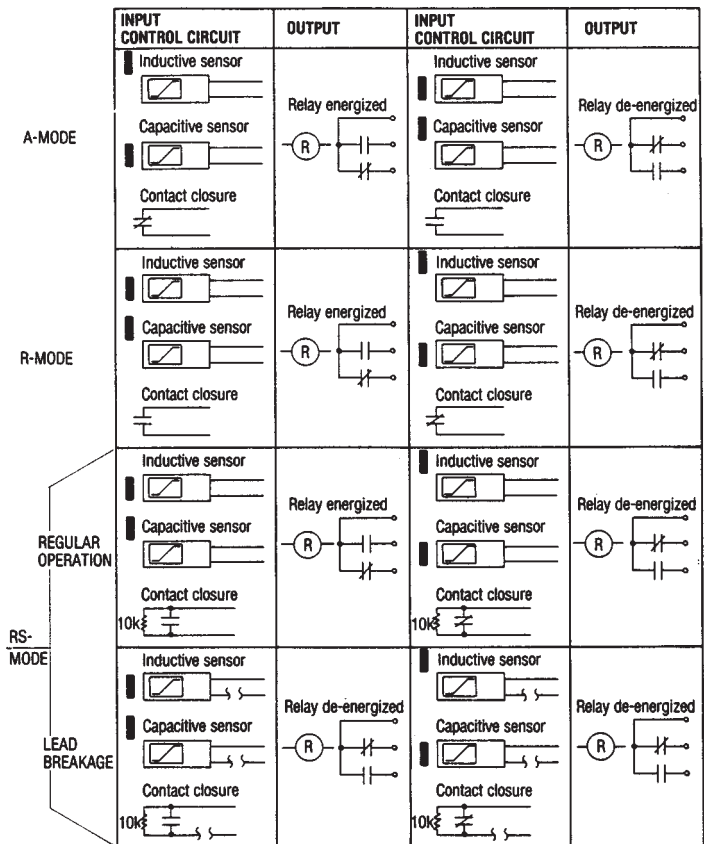 INPUT
CONTROL CIRCUIT
OUTPUT
INPUT
CONTROL CIRCUIT
OUTPUT
A-MODE
Inductive sensor
Capacitive sensor
Contact closure
Relay energized
R
Inductive sensor
Capacitive sensor
Contact closure
Relay de-energized
R
R-MODE
Inductive sensor
Capacitive sensor
Contact closure
Relay energized
R
Inductive sensor
Capacitive sensor
Contact closure
Relay de-energized
R
RS-
MODE
REGULAR
OPERATION
Inductive sensor
Capacitive sensor
Contact closure
10k
Relay energized
R
Inductive sensor
Capacitive sensor
Contact closure
10k
Relay de-energized
R
LEAD
BREAKAGE
Inductive sensor
Capacitive sensor
Contact closure
10k
Relay de-energized
R
Inductive sensor
Capacitive sensor
Contact closure
10k
Relay de-energized
R